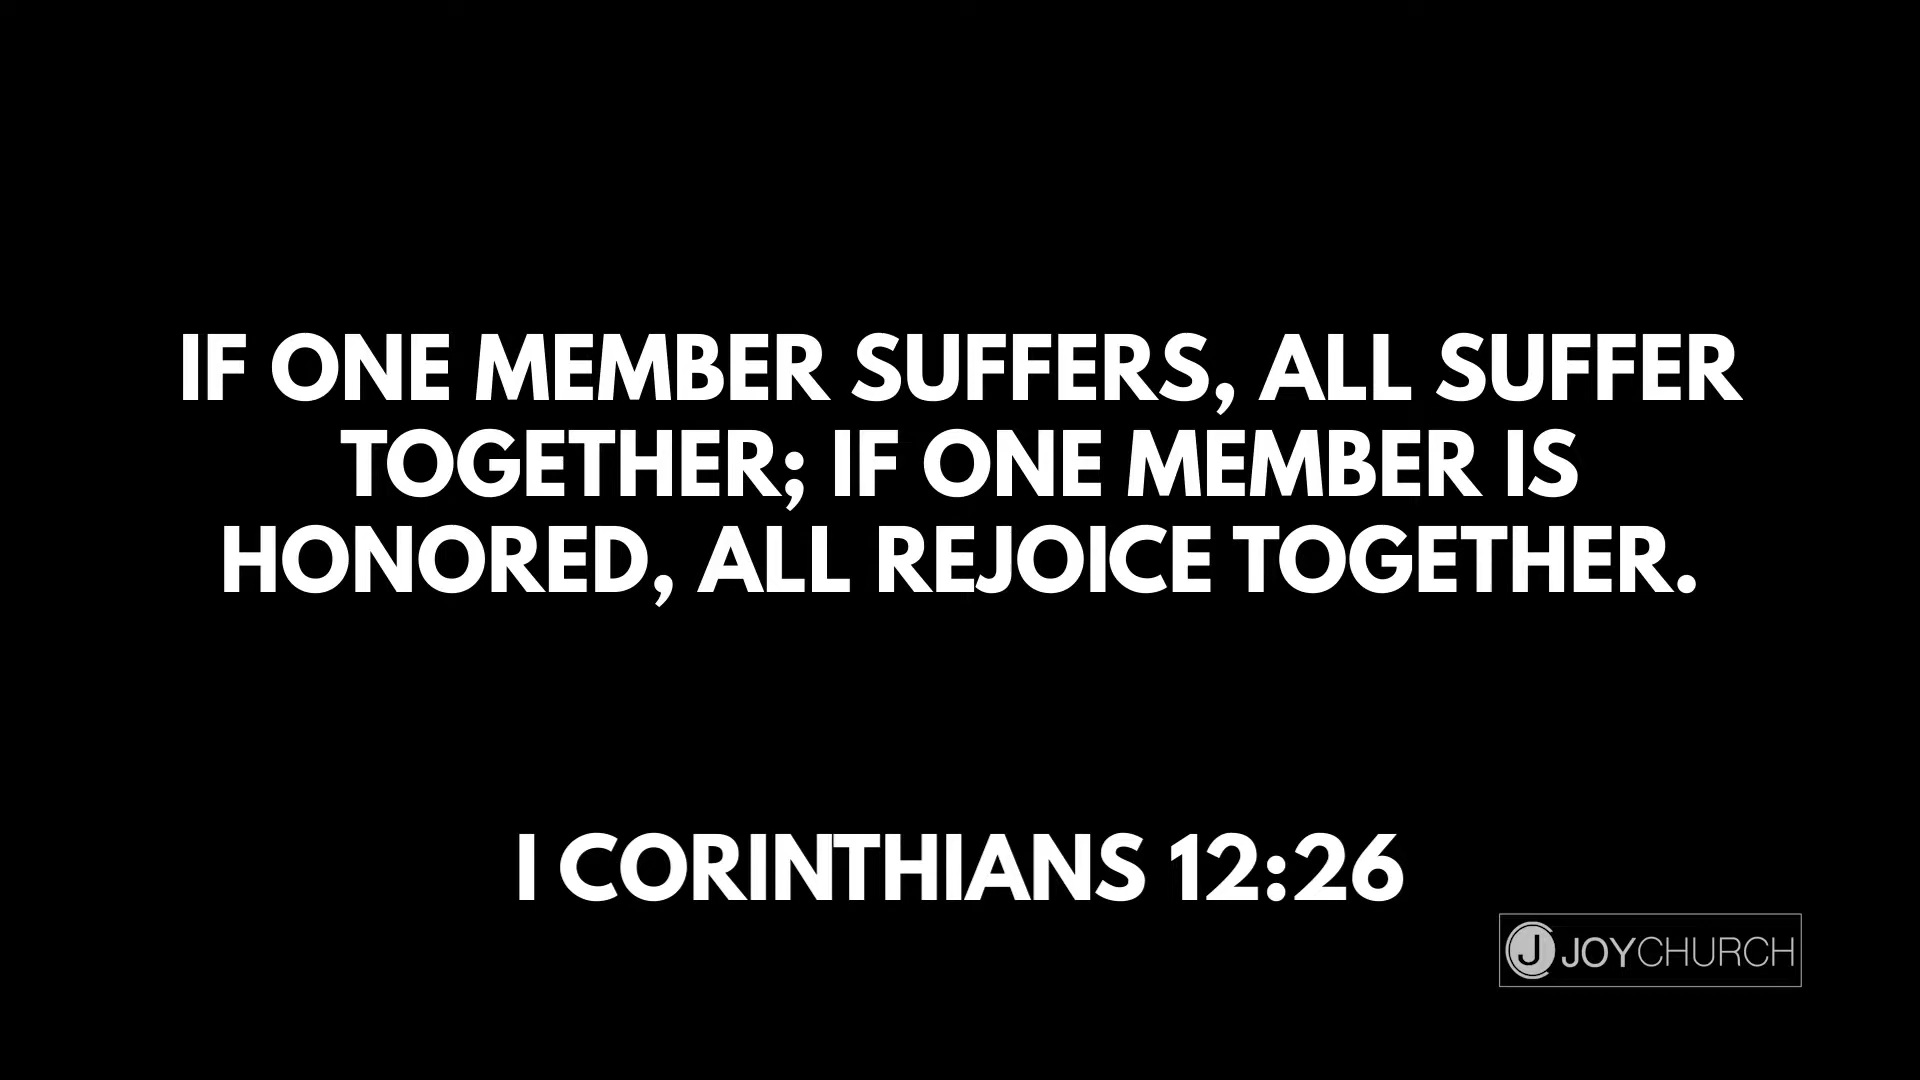 IF ONE MEMBER SUFFERS, ALL SUFFER
TOGETHER; IF ONE MEMBER IS
HONORED, ALL REJOICE TOGETHER.
I CORINTHIANS 12:26
J JOYCHURCH